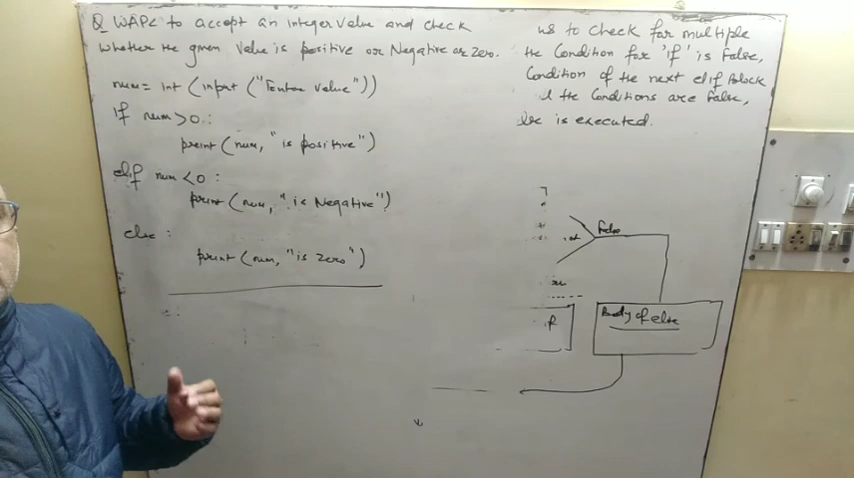 Q WAPC to accept an integer value and check
whether the given value is positive or Negative or zero.
num= int (input ("Enter value"))
If num >0 :
print (num, "is positive")
elif num <0 :
print (num, "is Negative")
else :
print (num, "is zero")
us to check for multiple
the Condition for 'if' is False,
Condition of the next elif Block
the Conditions are False,
is executed.
False
Body of else